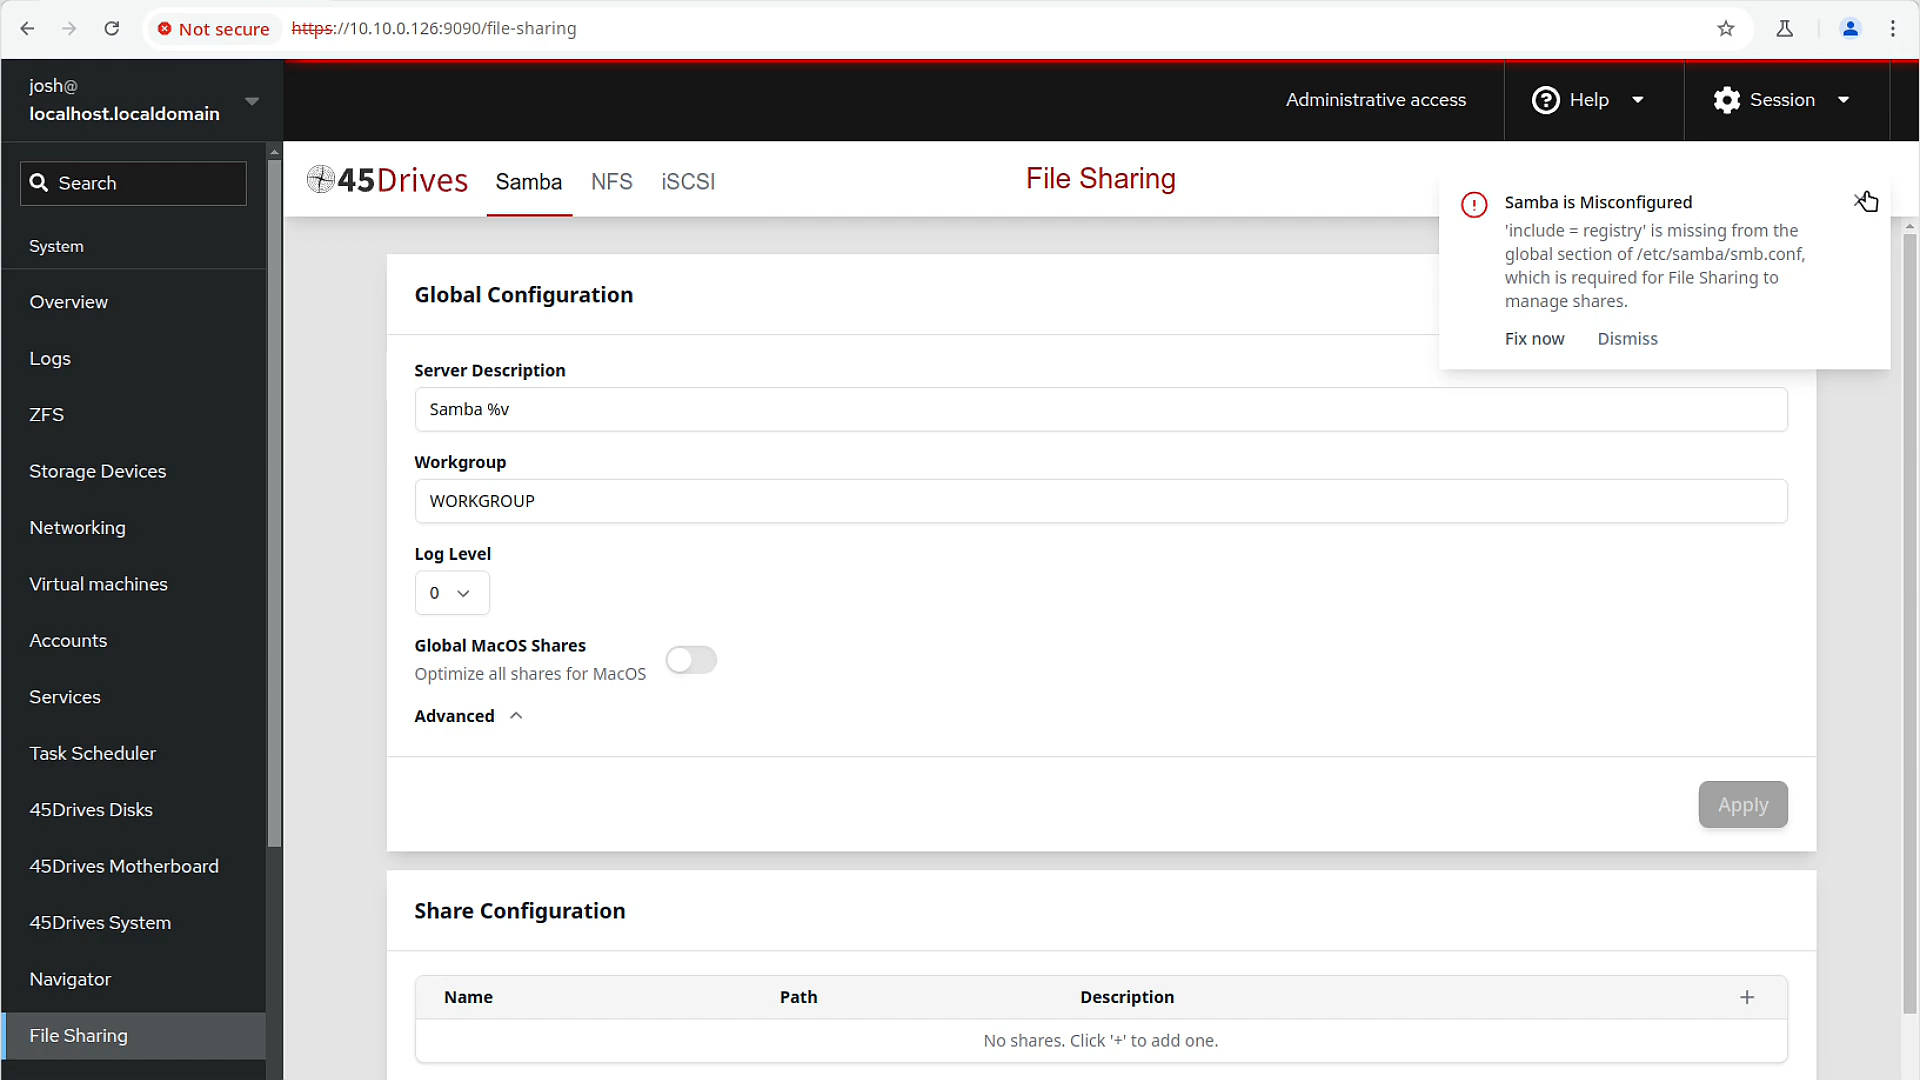 Not secure https://10.10.0.126:9090/file-sharing
josh@
localhost.localdomain
Administrative access
Help
Session
Search
System
Overview
Logs
ZFS
Storage Devices
Networking
Virtual machines
Accounts
Services
Task Scheduler
45Drives Disks
45Drives Motherboard
45Drives System
Navigator
File Sharing
45Drives
Samba
NFS
iSCSI
File Sharing
Samba is Misconfigured
'include = registry' is missing from the
global section of /etc/samba/smb.conf,
which is required for File Sharing to
manage shares.
Fix now Dismiss
Global Configuration
Server Description
Samba %v
Workgroup
WORKGROUP
Log Level
0
Global MacOS Shares
Optimize all shares for MacOS
Advanced
Apply
Share Configuration
Name Path Description +
No shares. Click '+' to add one.